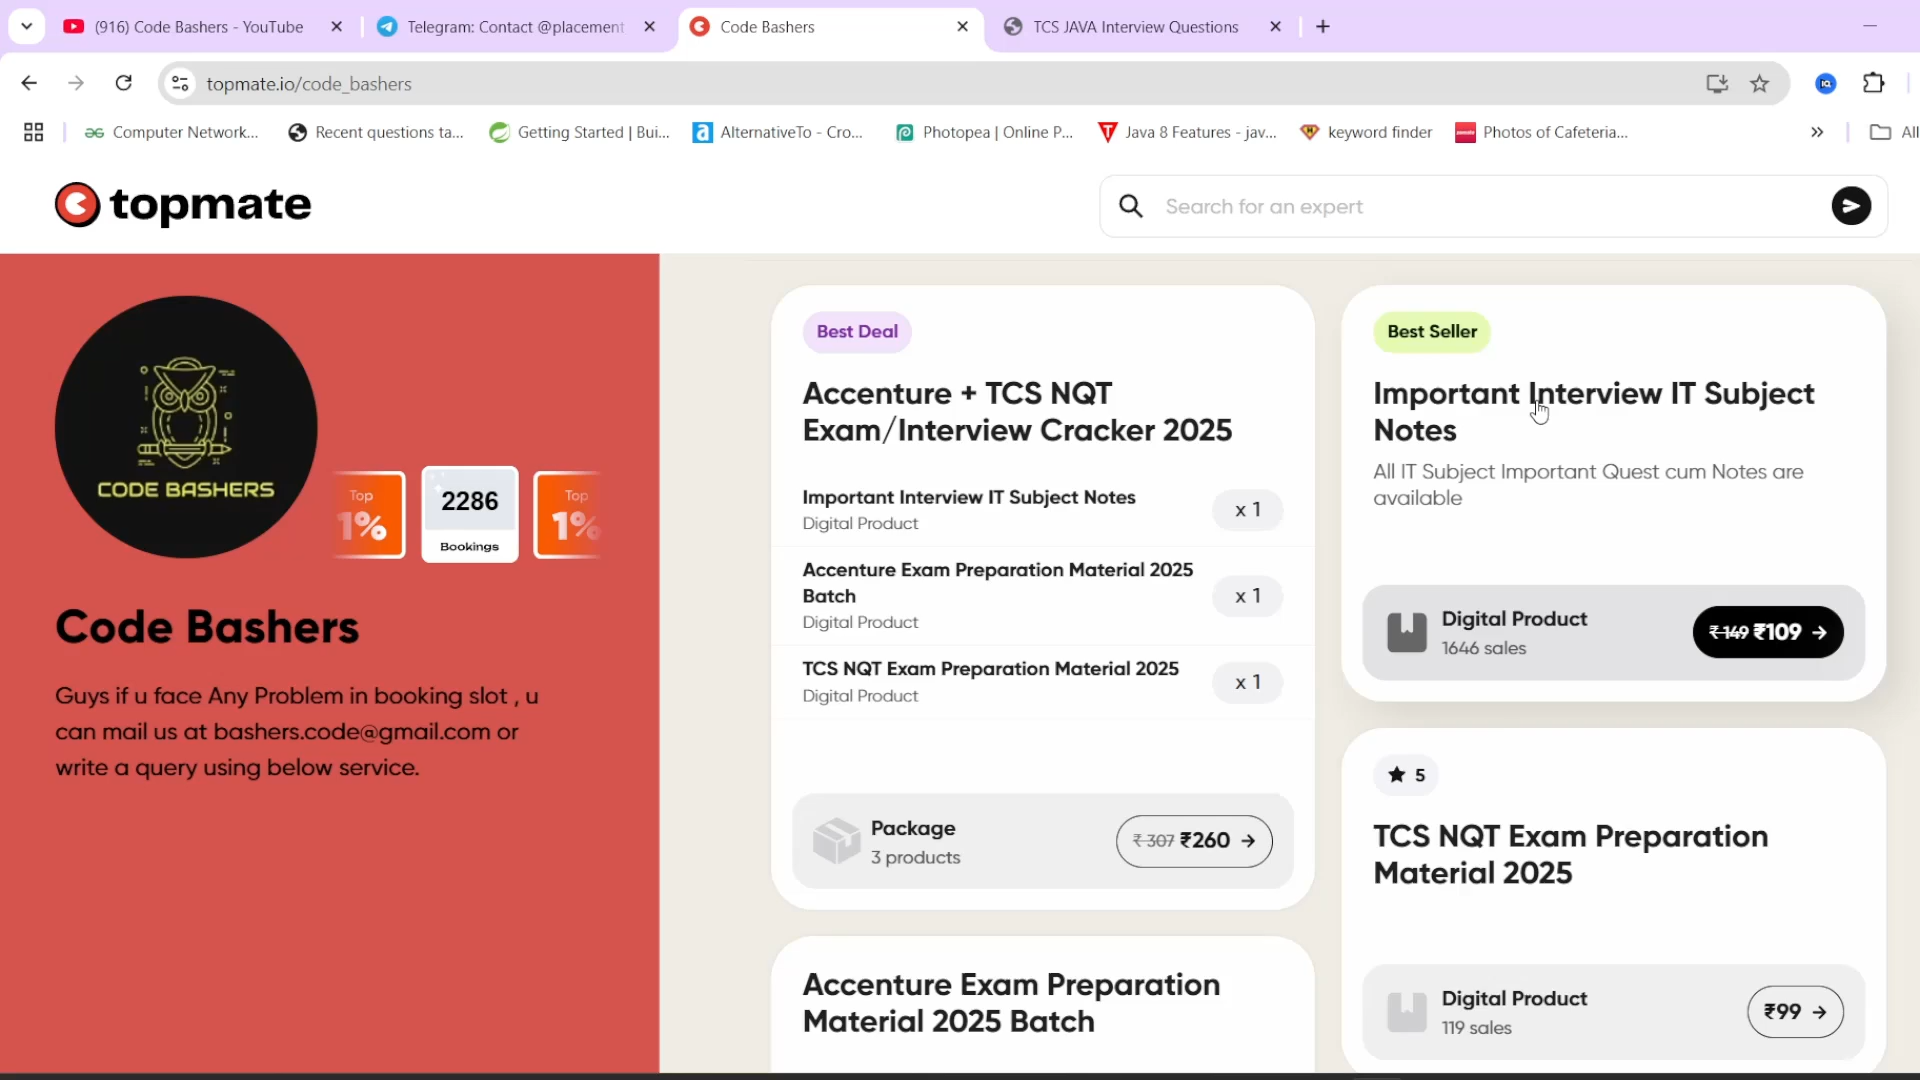 (916) Code Bashers - YouTube
Telegram: Contact @placement
Code Bashers
TCS JAVA Interview Questions
topmate.io/code_bashers
Computer Network...
Recent questions ta...
Getting Started | Bui...
AlternativeTo - Cro...
Photopea | Online P...
Java 8 Features - jav...
keyword finder
Photos of Cafeteria...
All
topmate
Search for an expert
CODE BASHERS
Top
1%
2286
Bookings
Top
1%
Code Bashers
Guys if u face Any Problem in booking slot , u
can mail us at bashers.code@gmail.com or
write a query using below service.
Best Deal
Accenture + TCS NQT
Exam/Interview Cracker 2025
Important Interview IT Subject Notes
Digital Product
x 1
Accenture Exam Preparation Material 2025
Batch
Digital Product
x 1
TCS NQT Exam Preparation Material 2025
Digital Product
x 1
Package
3 products
₹307 ₹260 →
Accenture Exam Preparation
Material 2025 Batch
Best Seller
Important Interview IT Subject
Notes
All IT Subject Important Quest cum Notes are
available
Digital Product
1646 sales
₹149 ₹109 →
★ 5
TCS NQT Exam Preparation
Material 2025
Digital Product
119 sales
₹99 →